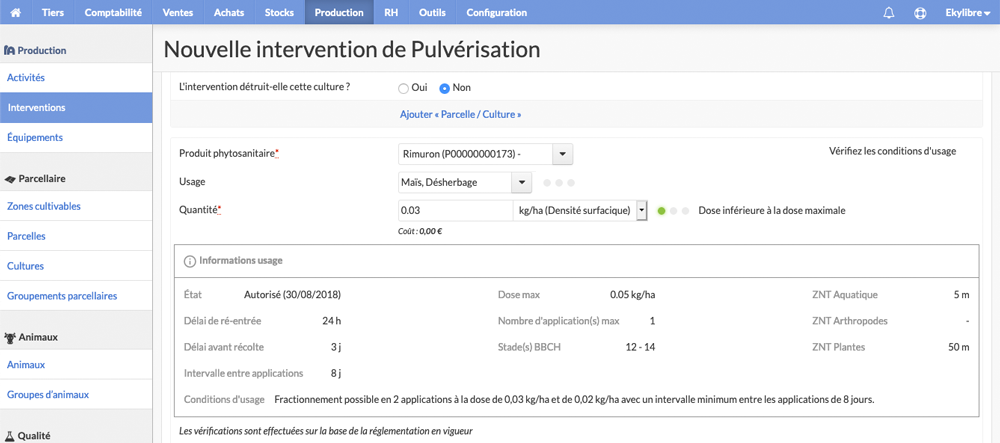 Tiers Comptabilité Ventes Achats Stocks Production RH Outils Configuration Ekylibre
Production
Activités
Interventions
Équipements
Parcellaire
Zones cultivables
Parcelles
Cultures
Groupements parcellaires
Animaux
Animaux
Groupes d'animaux
Qualité
Nouvelle intervention de Pulvérisation
L'intervention détruit-elle cette culture ? Oui Non
Ajouter « Parcelle / Culture »
Produit phytosanitaire* Rimuron (P00000000173) - Vérifiez les conditions d'usage
Usage Maïs, Désherbage
Quantité* 0.03 kg/ha (Densité surfacique) Dose inférieure à la dose maximale
Coût : 0,00 €
Informations usage
État Autorisé (30/08/2018) Dose max 0.05 kg/ha ZNT Aquatique 5 m
Délai de ré-entrée 24 h Nombre d'application(s) max 1 ZNT Arthropodes -
Délai avant récolte 3 j Stade(s) BBCH 12 - 14 ZNT Plantes 50 m
Intervalle entre applications 8 j
Conditions d'usage Fractionnement possible en 2 applications à la dose de 0,03 kg/ha et de 0,02 kg/ha avec un intervalle minimum entre les applications de 8 jours.
Les vérifications sont effectuées sur la base de la réglementation en vigueur